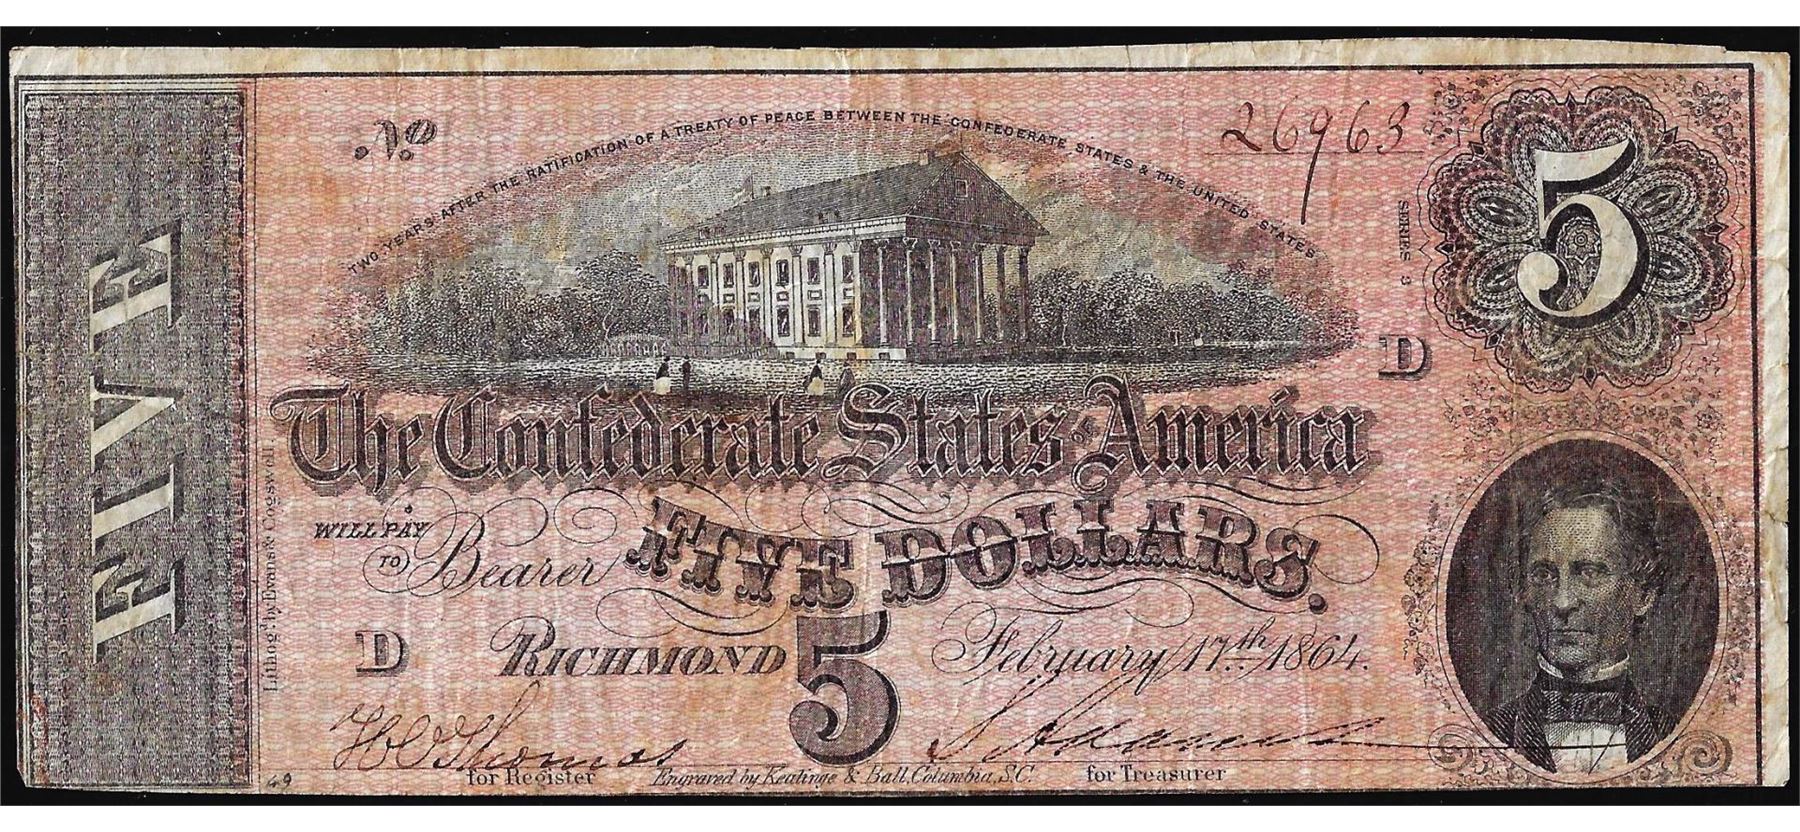 FIVE
No
26963
TWO YEARS AFTER THE RATIFICATION OF A TREATY OF PEACE BETWEEN THE CONFEDERATE STATES & THE UNITED STATES
SERIES 3
5
D
The Confederate States OF America
WILL PAY
TO Bearer FIVE DOLLARS.
D RICHMOND 5 February 17th 1864.
Lithog'd by Evans & Cogswell
H C Thomas
for Register
Engraved by Keatinge & Ball, Columbia, S.C.
for Treasurer
49